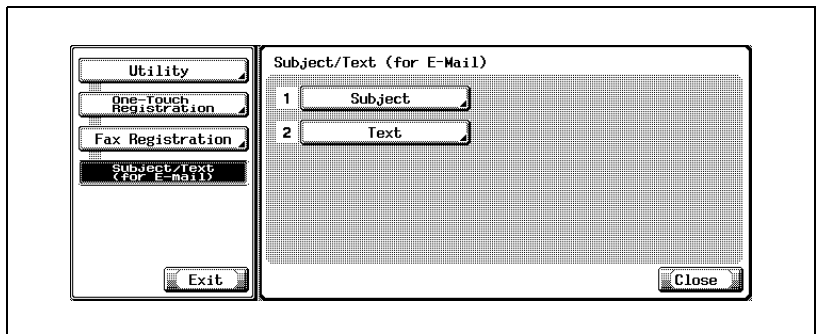 Utility
One-Touch
Registration
Fax Registration
Subject/Text
(for E-mail)
Exit
Subject/Text (for E-Mail)
1 Subject
2 Text
Close